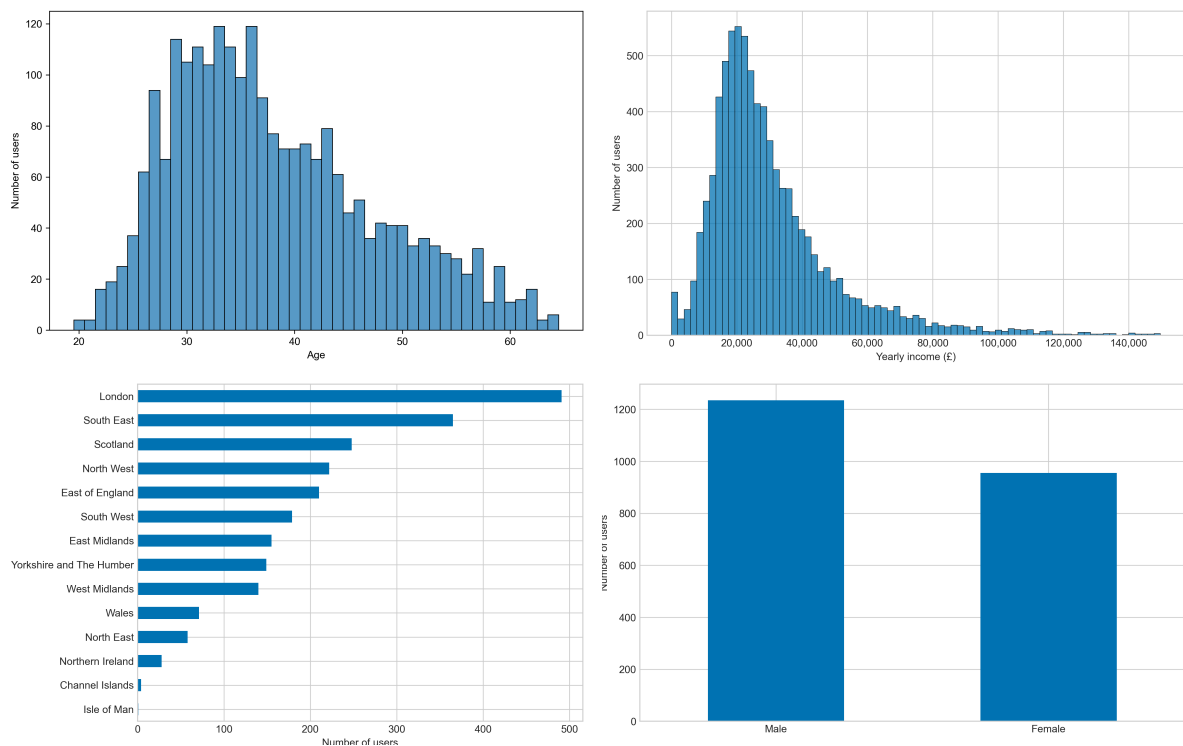 120
100
80
60
40
20
0
Number of users
20
30
40
50
60
Age
500
400
300
200
100
0
Number of users
0
20,000
40,000
60,000
80,000
100,000
120,000
140,000
Yearly income (£)
London
South East
Scotland
North West
East of England
South West
East Midlands
Yorkshire and The Humber
West Midlands
Wales
North East
Northern Ireland
Channel Islands
Isle of Man
0
100
200
300
400
500
Number of users
1200
1000
800
600
400
200
0
Number of users
Male
Female